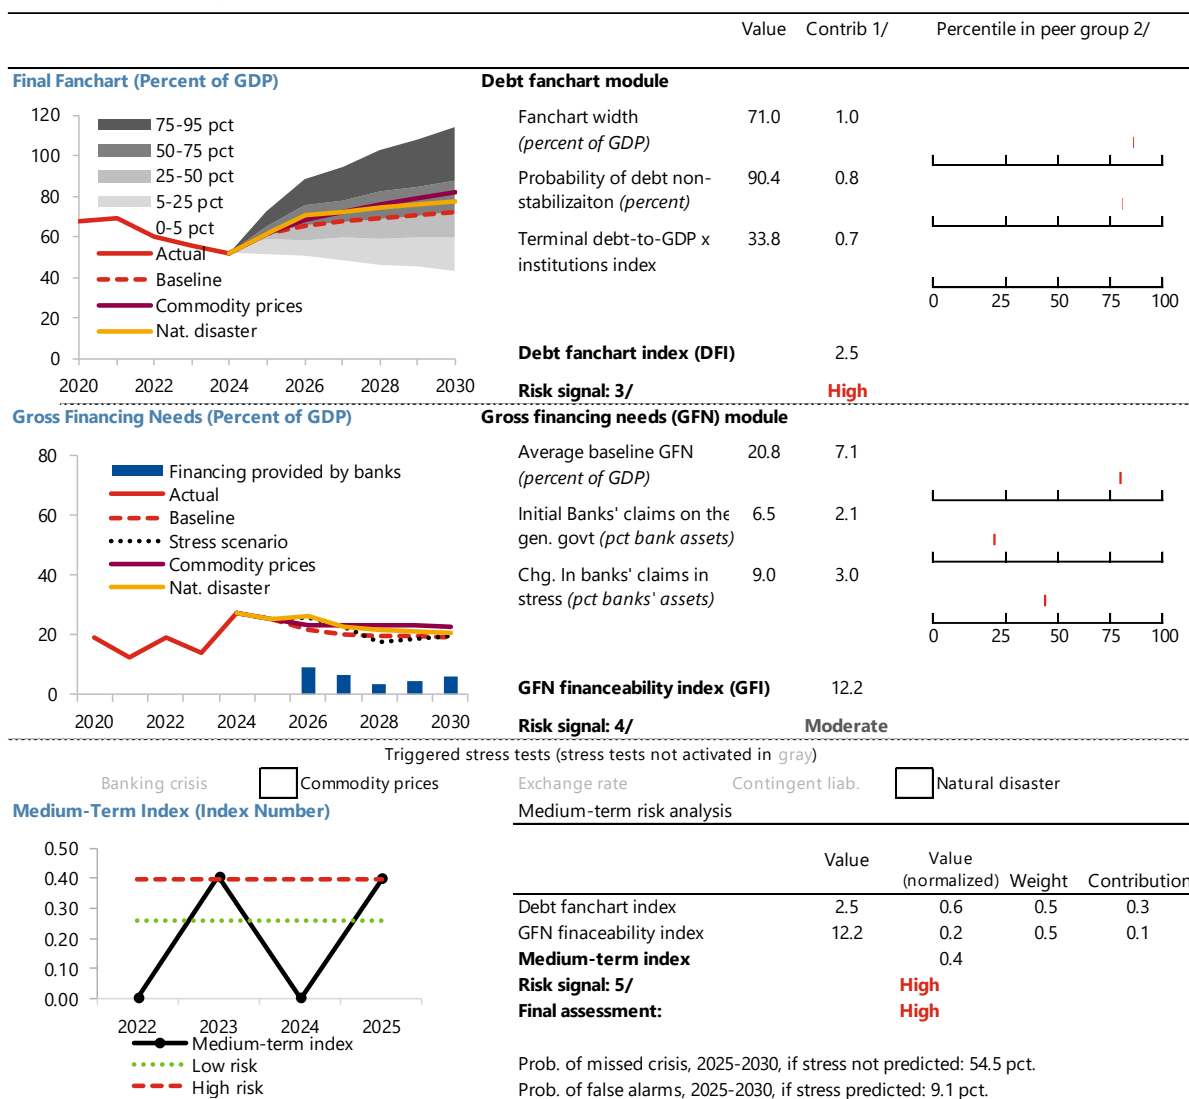 Value Contrib 1/ Percentile in peer group 2/
Final Fanchart (Percent of GDP)
120
100
80
60
40
20
0
75-95 pct
50-75 pct
25-50 pct
5-25 pct
0-5 pct
Actual
Baseline
Commodity prices
Nat. disaster
2020 2022 2024 2026 2028 2030
Debt fanchart module
Fanchart width 71.0 1.0
(percent of GDP)
Probability of debt non- 90.4 0.8
stabilizaiton (percent)
Terminal debt-to-GDP x 33.8 0.7
institutions index
0 25 50 75 100
Debt fanchart index (DFI) 2.5
Risk signal: 3/ High
Gross Financing Needs (Percent of GDP)
80
60
40
20
0
Financing provided by banks
Actual
Baseline
Stress scenario
Commodity prices
Nat. disaster
2020 2022 2024 2026 2028 2030
Gross financing needs (GFN) module
Average baseline GFN 20.8 7.1
(percent of GDP)
Initial Banks' claims on the 6.5 2.1
gen. govt (pct bank assets)
Chg. In banks' claims in 9.0 3.0
stress (pct banks' assets)
0 25 50 75 100
GFN financeability index (GFI) 12.2
Risk signal: 4/ Moderate
Triggered stress tests (stress tests not activated in gray)
Banking crisis Commodity prices Exchange rate Contingent liab. Natural disaster
Medium-Term Index (Index Number)
0.50
0.40
0.30
0.20
0.10
0.00
2022 2023 2024 2025
Medium-term index
Low risk
High risk
Medium-term risk analysis
Value Value
(normalized) Weight Contribution
Debt fanchart index 2.5 0.6 0.5 0.3
GFN finaceability index 12.2 0.2 0.5 0.1
Medium-term index 0.4
Risk signal: 5/ High
Final assessment: High
Prob. of missed crisis, 2025-2030, if stress not predicted: 54.5 pct.
Prob. of false alarms, 2025-2030, if stress predicted: 9.1 pct.